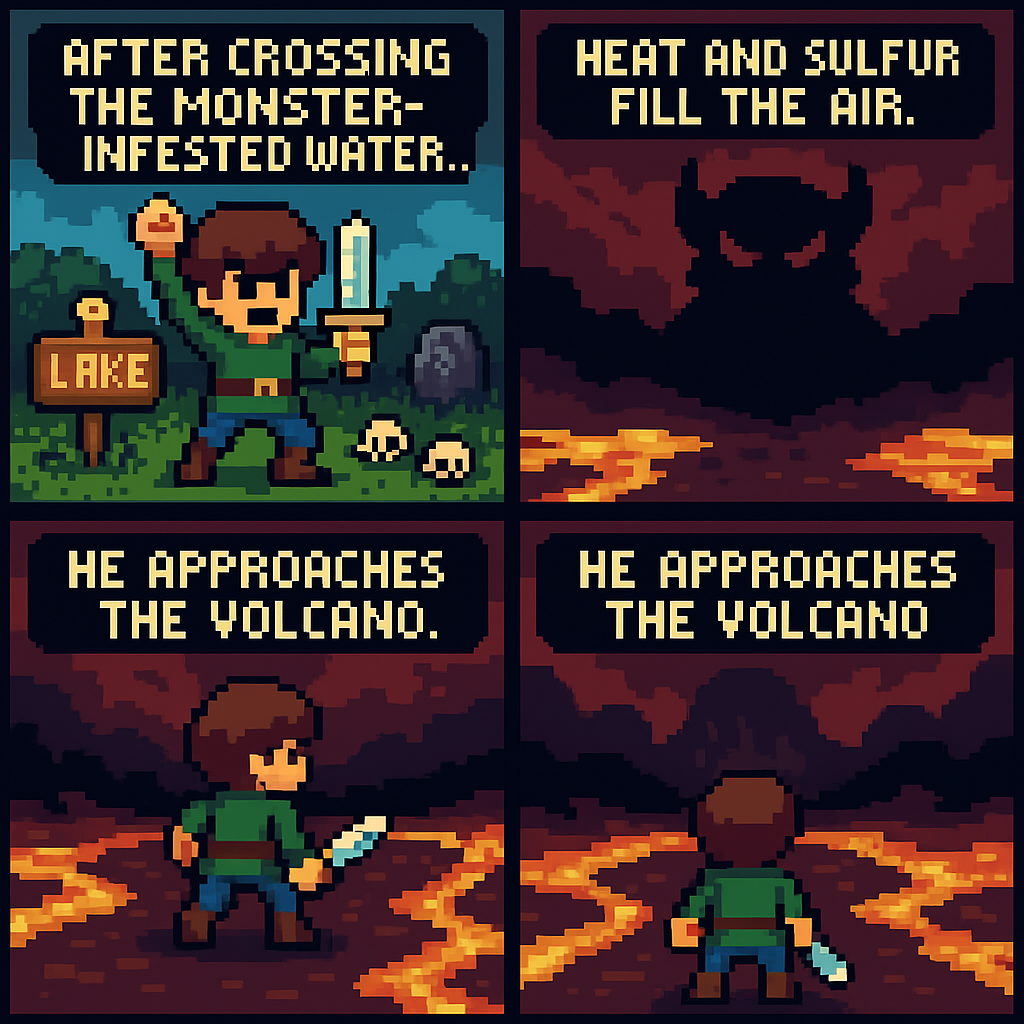 AFTER CROSSING
THE MONSTER-
INFESTED WATER..
LAKE
HEAT AND SULFUR
FILL THE AIR.
HE APPROACHES
THE VOLCANO.
HE APPROACHES
THE VOLCANO